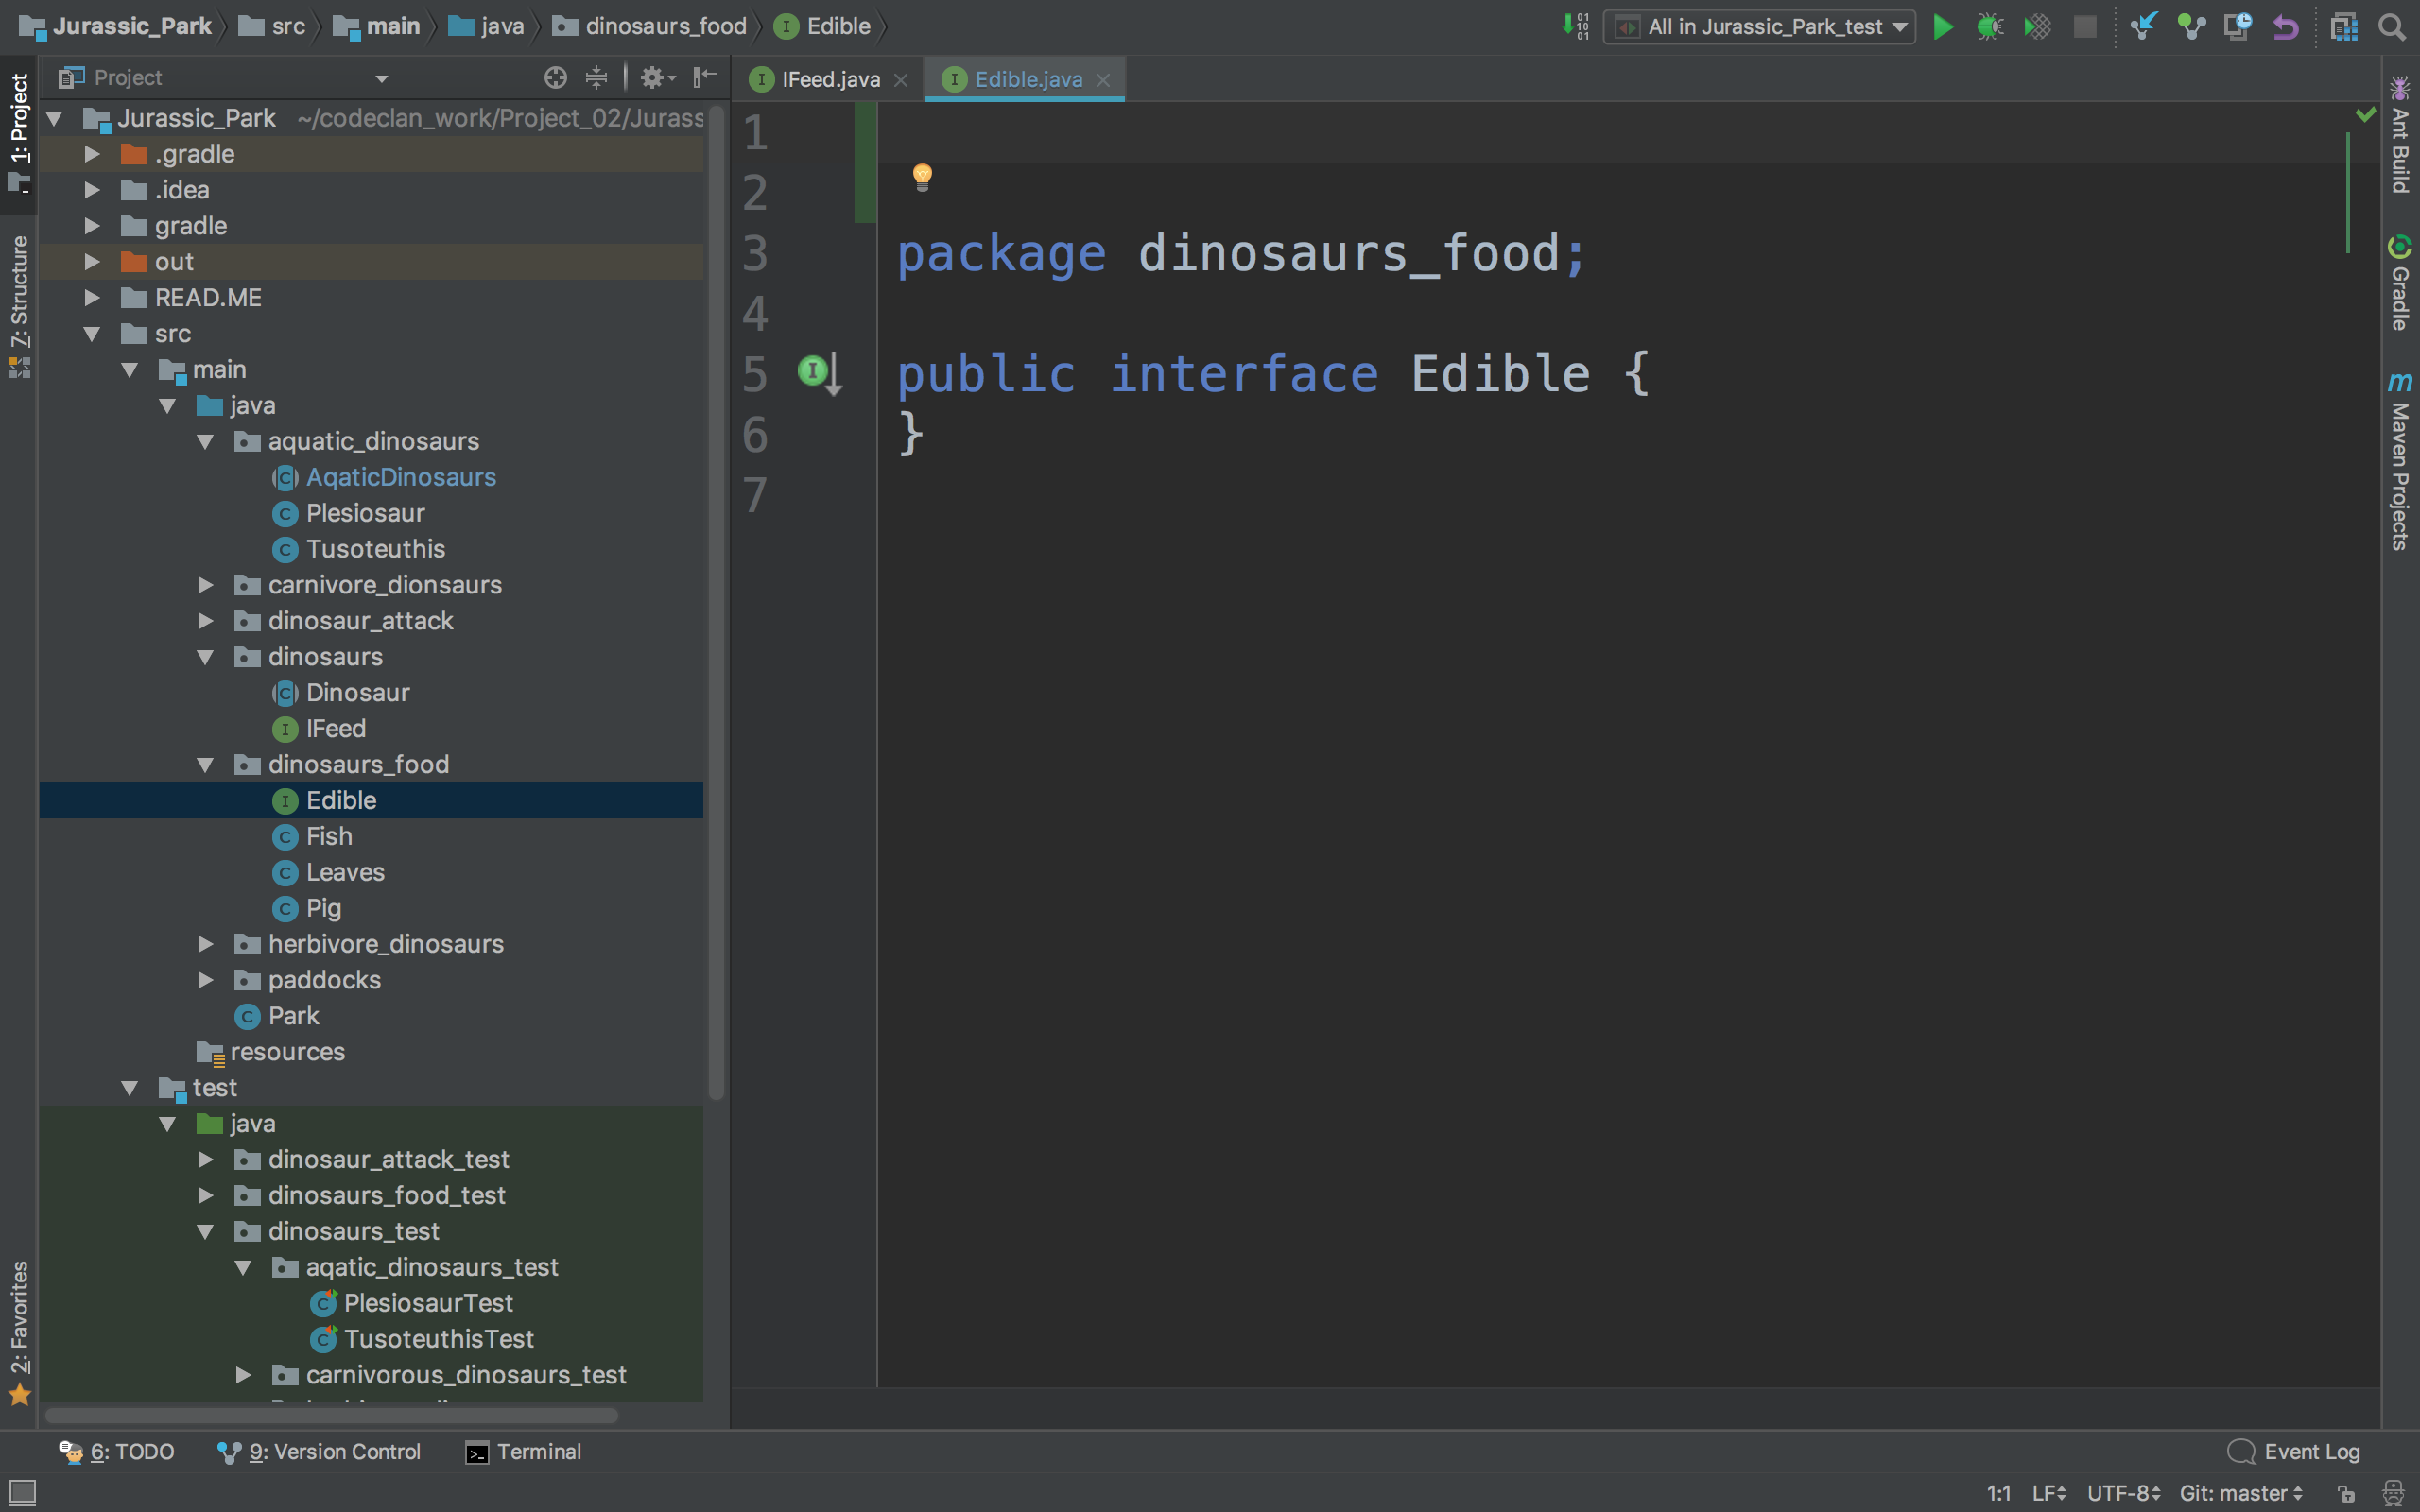 Jurassic_Park src main java dinosaurs_food I Edible All in Jurassic_Park_test
1: Project
Z: Structure
2: Favorites
Project
Jurassic_Park ~/codeclan_work/Project_02/Jurass
.gradle
.idea
gradle
out
READ.ME
src
main
java
aquatic_dinosaurs
AqaticDinosaurs
Plesiosaur
Tusoteuthis
carnivore_dionsaurs
dinosaur_attack
dinosaurs
Dinosaur
IFeed
dinosaurs_food
Edible
Fish
Leaves
Pig
herbivore_dinosaurs
paddocks
Park
resources
test
java
dinosaur_attack_test
dinosaurs_food_test
dinosaurs_test
aqatic_dinosaurs_test
PlesiosaurTest
TusoteuthisTest
carnivorous_dinosaurs_test
IFeed.java Edible.java
1
2
3 package dinosaurs_food;
4
5 public interface Edible {
6 }
7
Ant Build
Gradle
Maven Projects
6: TODO 9: Version Control Terminal Event Log
1:1 LF UTF-8 Git: master